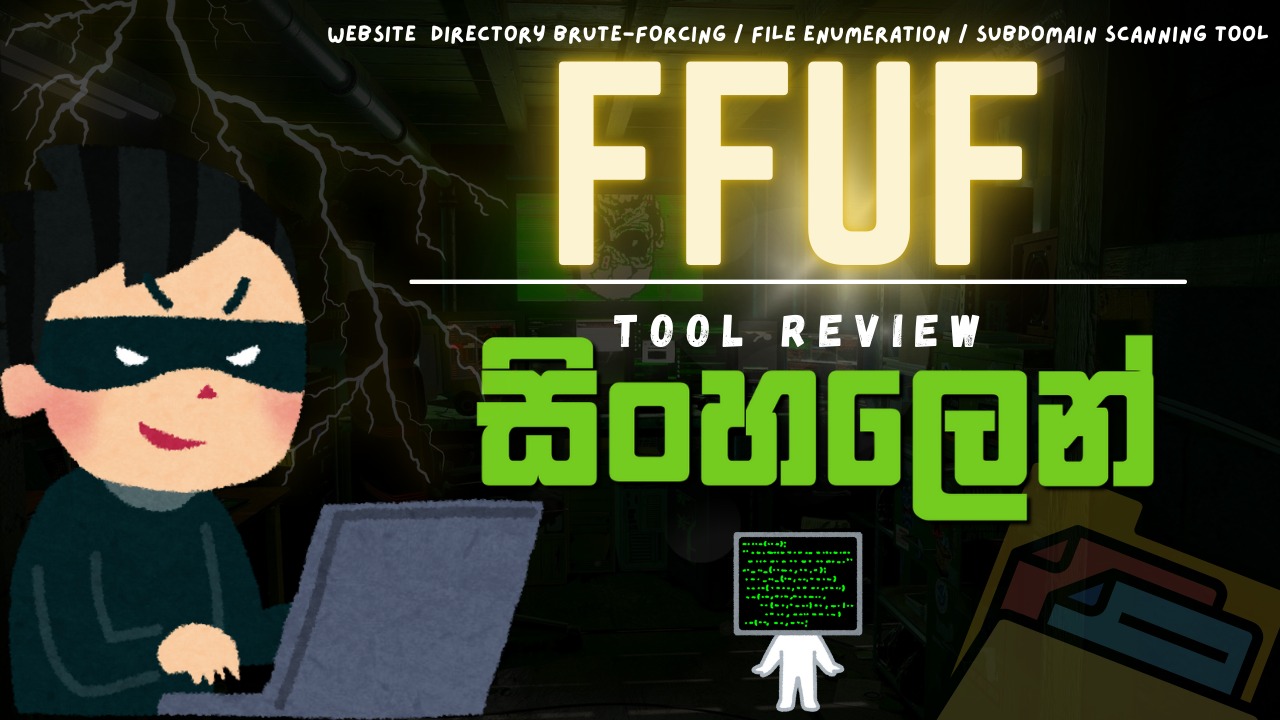 WEBSITE DIRECTORY BRUTE-FORCING / FILE ENUMERATION / SUBDOMAIN SCANNING TOOL
FFUF
TOOL REVIEW
සිංහලෙන්